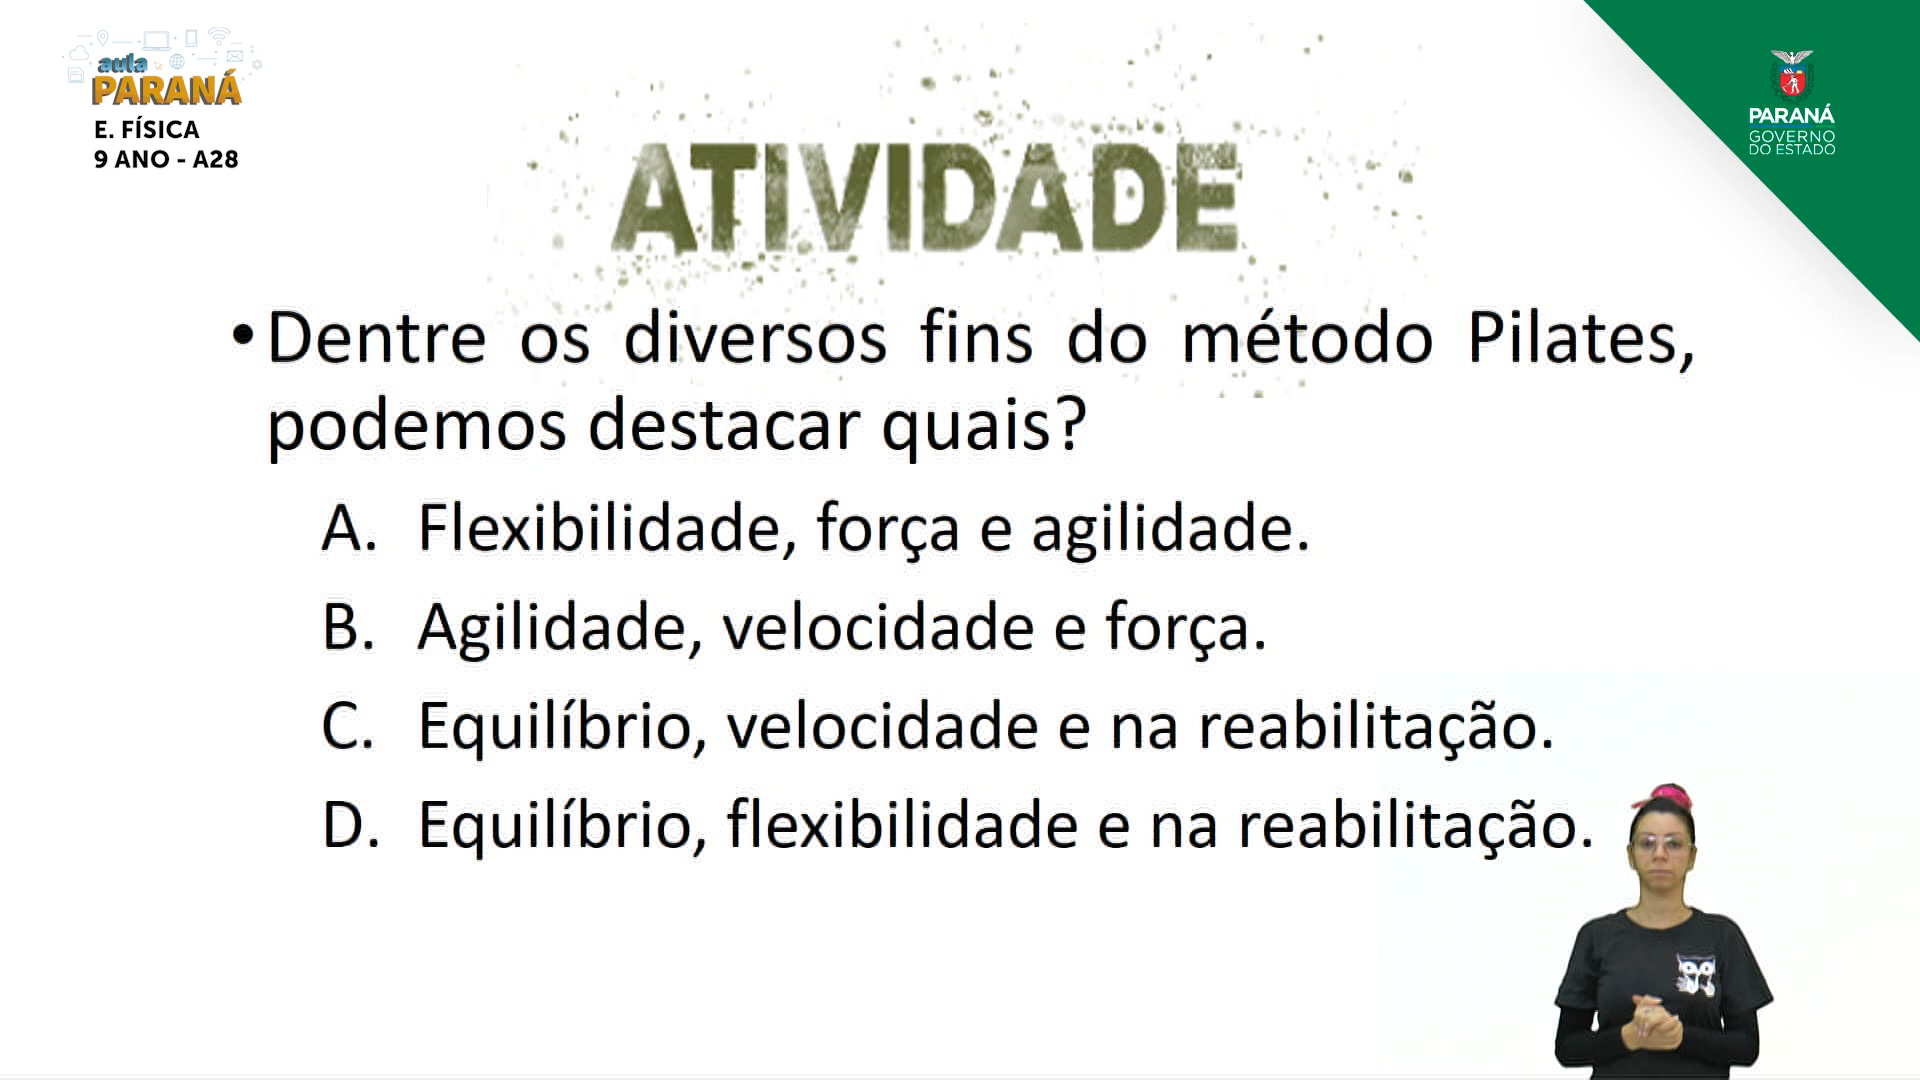 aula
PARANÁ
E. FÍSICA
9 ANO - A28
PARANÁ
GOVERNO
DO ESTADO
ATIVIDADE
• Dentre os diversos fins do método Pilates,
podemos destacar quais?
A. Flexibilidade, força e agilidade.
B. Agilidade, velocidade e força.
C. Equilíbrio, velocidade e na reabilitação.
D. Equilíbrio, flexibilidade e na reabilitação.